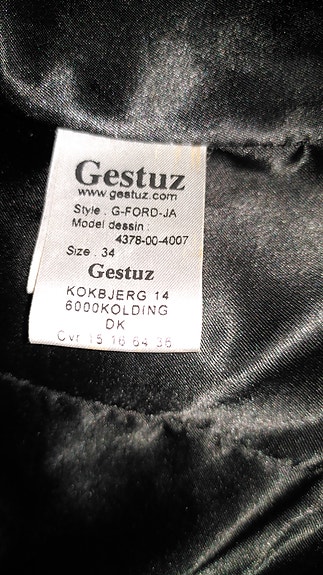 Gestuz
www.gestuz.com
Style . G-FORD-JA
Model dessin :
4378-00-4007
Size . 34
Gestuz
KOKBJERG 14
6000KOLDING
DK
Cvr 15 16 64 36